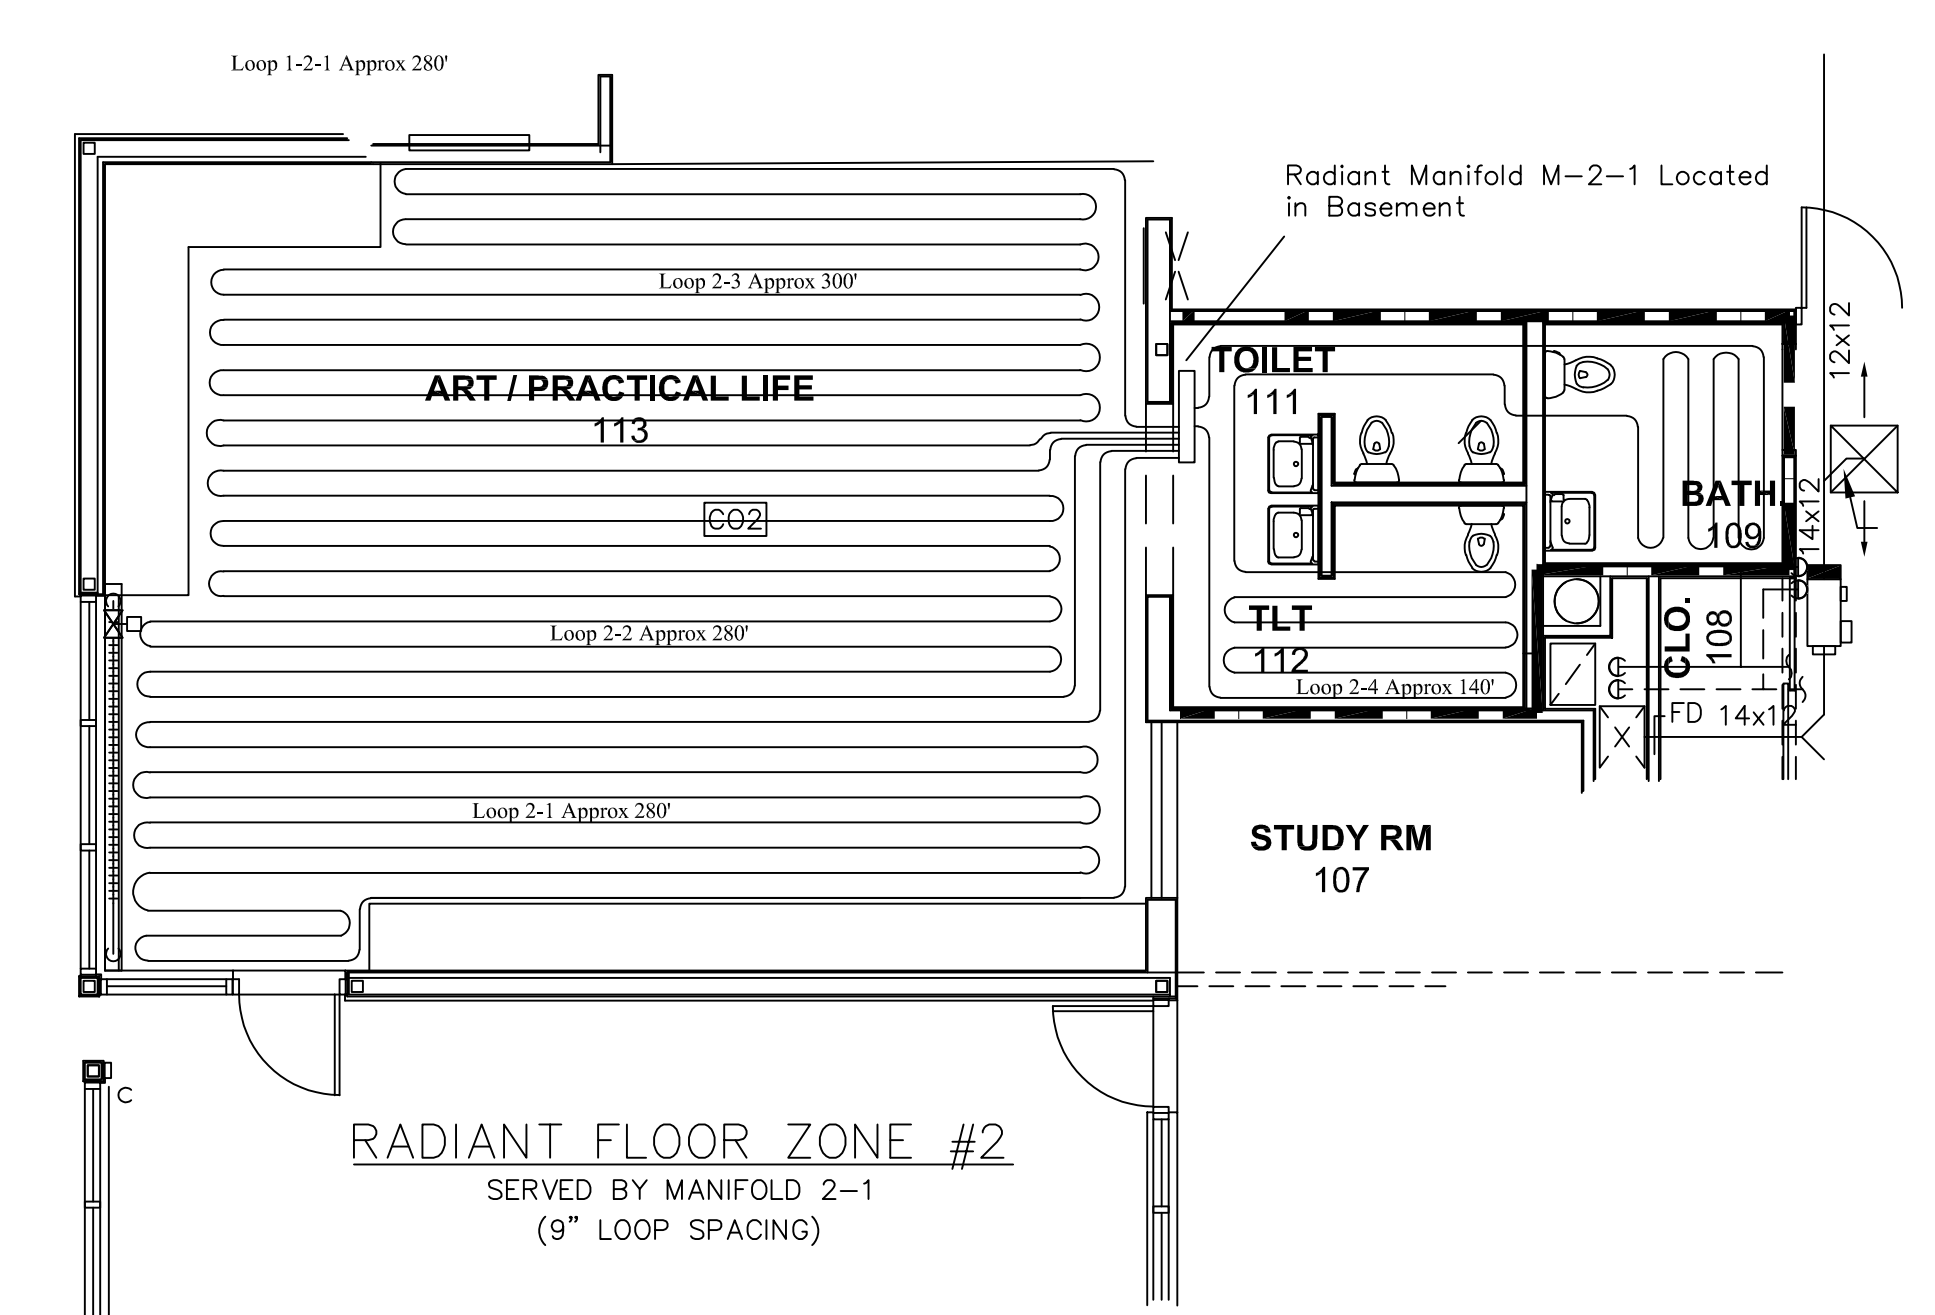 Loop 1-2-1 Approx 280'
Radiant Manifold M-2-1 Located
in Basement
Loop 2-3 Approx 300'
12x12
TOILET
111
ART / PRACTICAL LIFE
113
CO2
BATH.
109
14x12
TLT
112
CLO.
108
Loop 2-2 Approx 280'
Loop 2-4 Approx 140'
FD 14x12
X
Loop 2-1 Approx 280'
STUDY RM
107
C
RADIANT FLOOR ZONE #2
SERVED BY MANIFOLD 2-1
(9" LOOP SPACING)